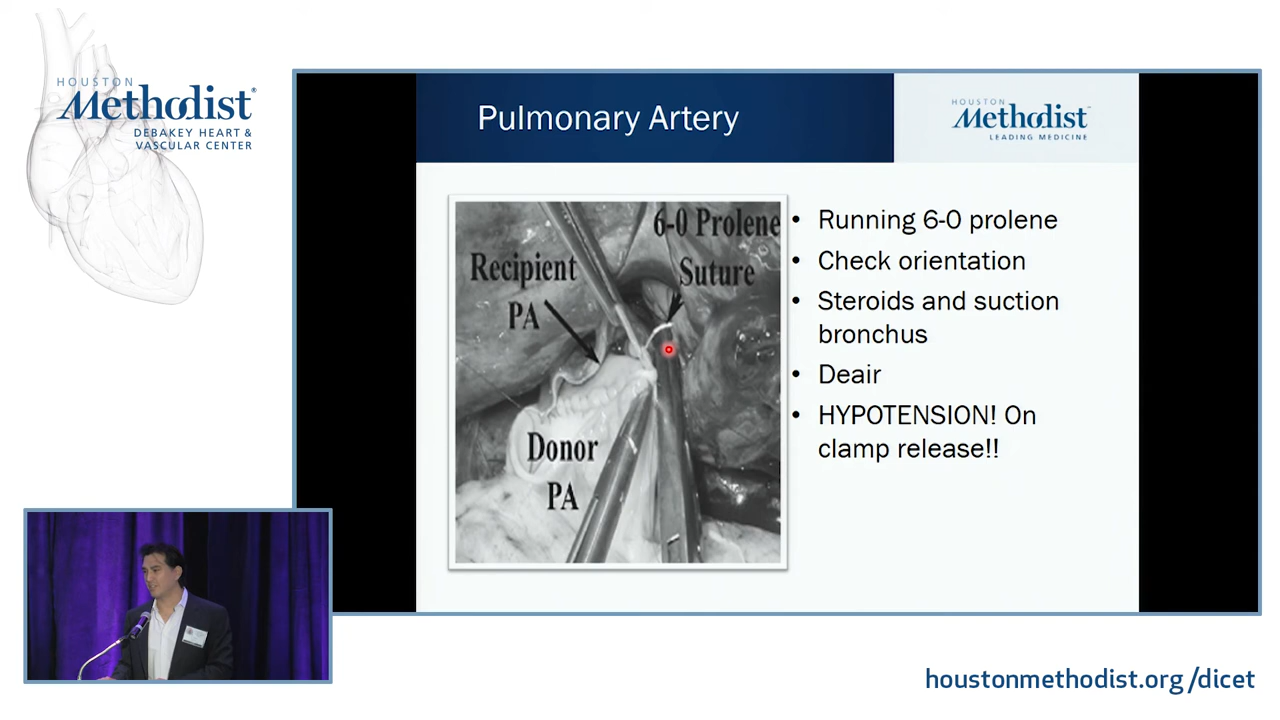 HOUSTON
Methodist®
DEBAKEY HEART &
VASCULAR CENTER
Pulmonary Artery
HOUSTON
Methodist
LEADING MEDICINE
6-0 Prolene
Suture
Recipient
PA
Donor
PA
• Running 6-0 prolene
• Check orientation
• Steroids and suction
bronchus
• Deair
• HYPOTENSION! On
clamp release!!
houstonmethodist.org/dicet